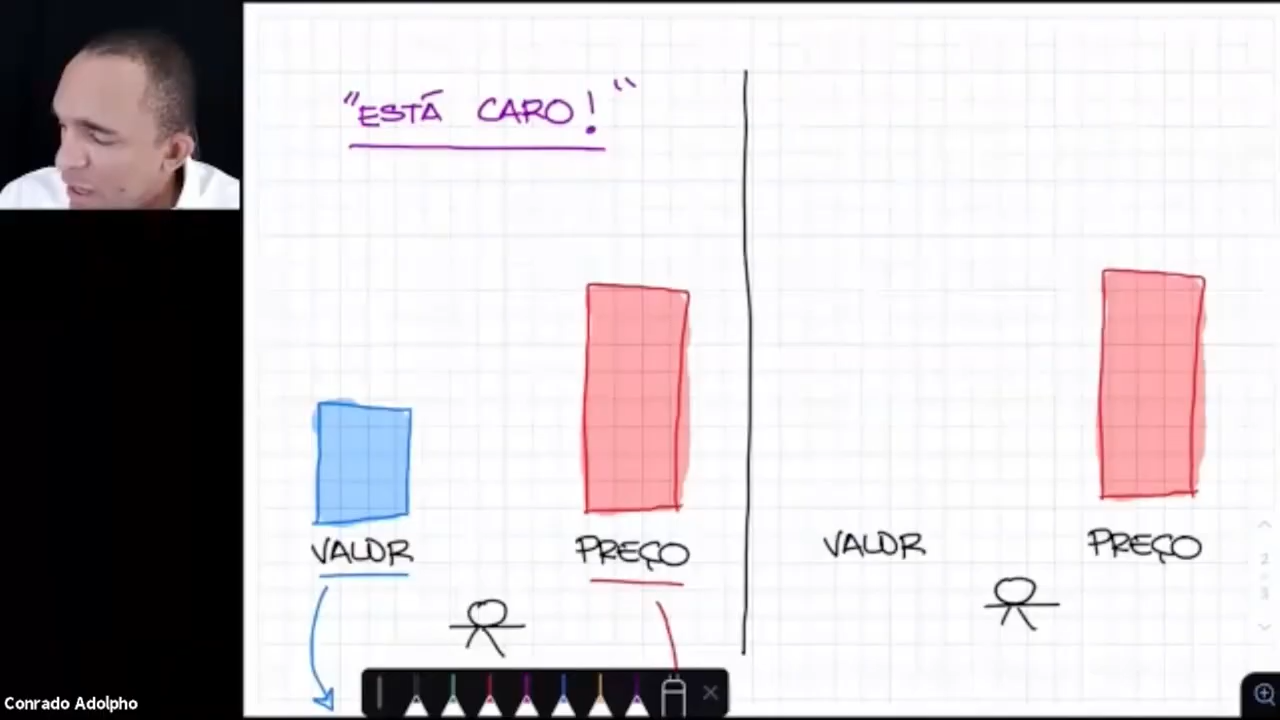 "ESTÁ CARO!"
VALOR
PREÇO
VALOR
PREÇO
Conrado Adolpho